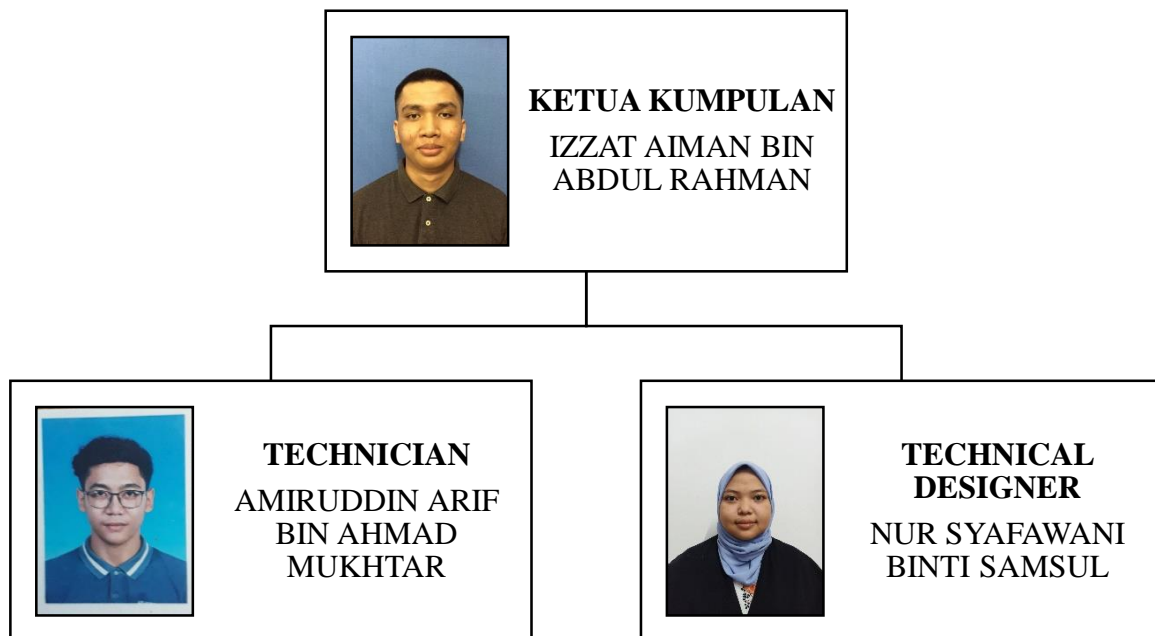 KETUA KUMPULAN
IZZAT AIMAN BIN
ABDUL RAHMAN
TECHNICIAN
AMIRUDDIN ARIF
BIN AHMAD
MUKHTAR
TECHNICAL
DESIGNER
NUR SYAFAWANI
BINTI SAMSUL